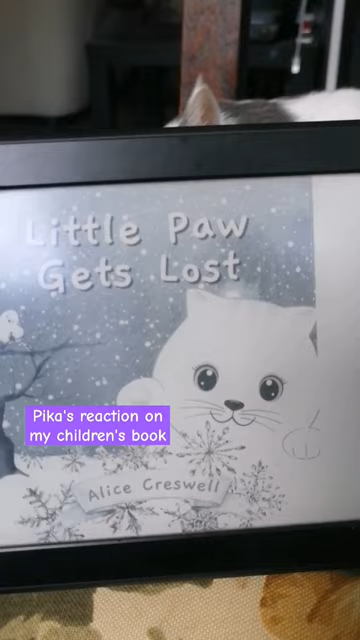 Little Paw
Gets Lost
Pika's reaction on
my children's book
Alice Creswell